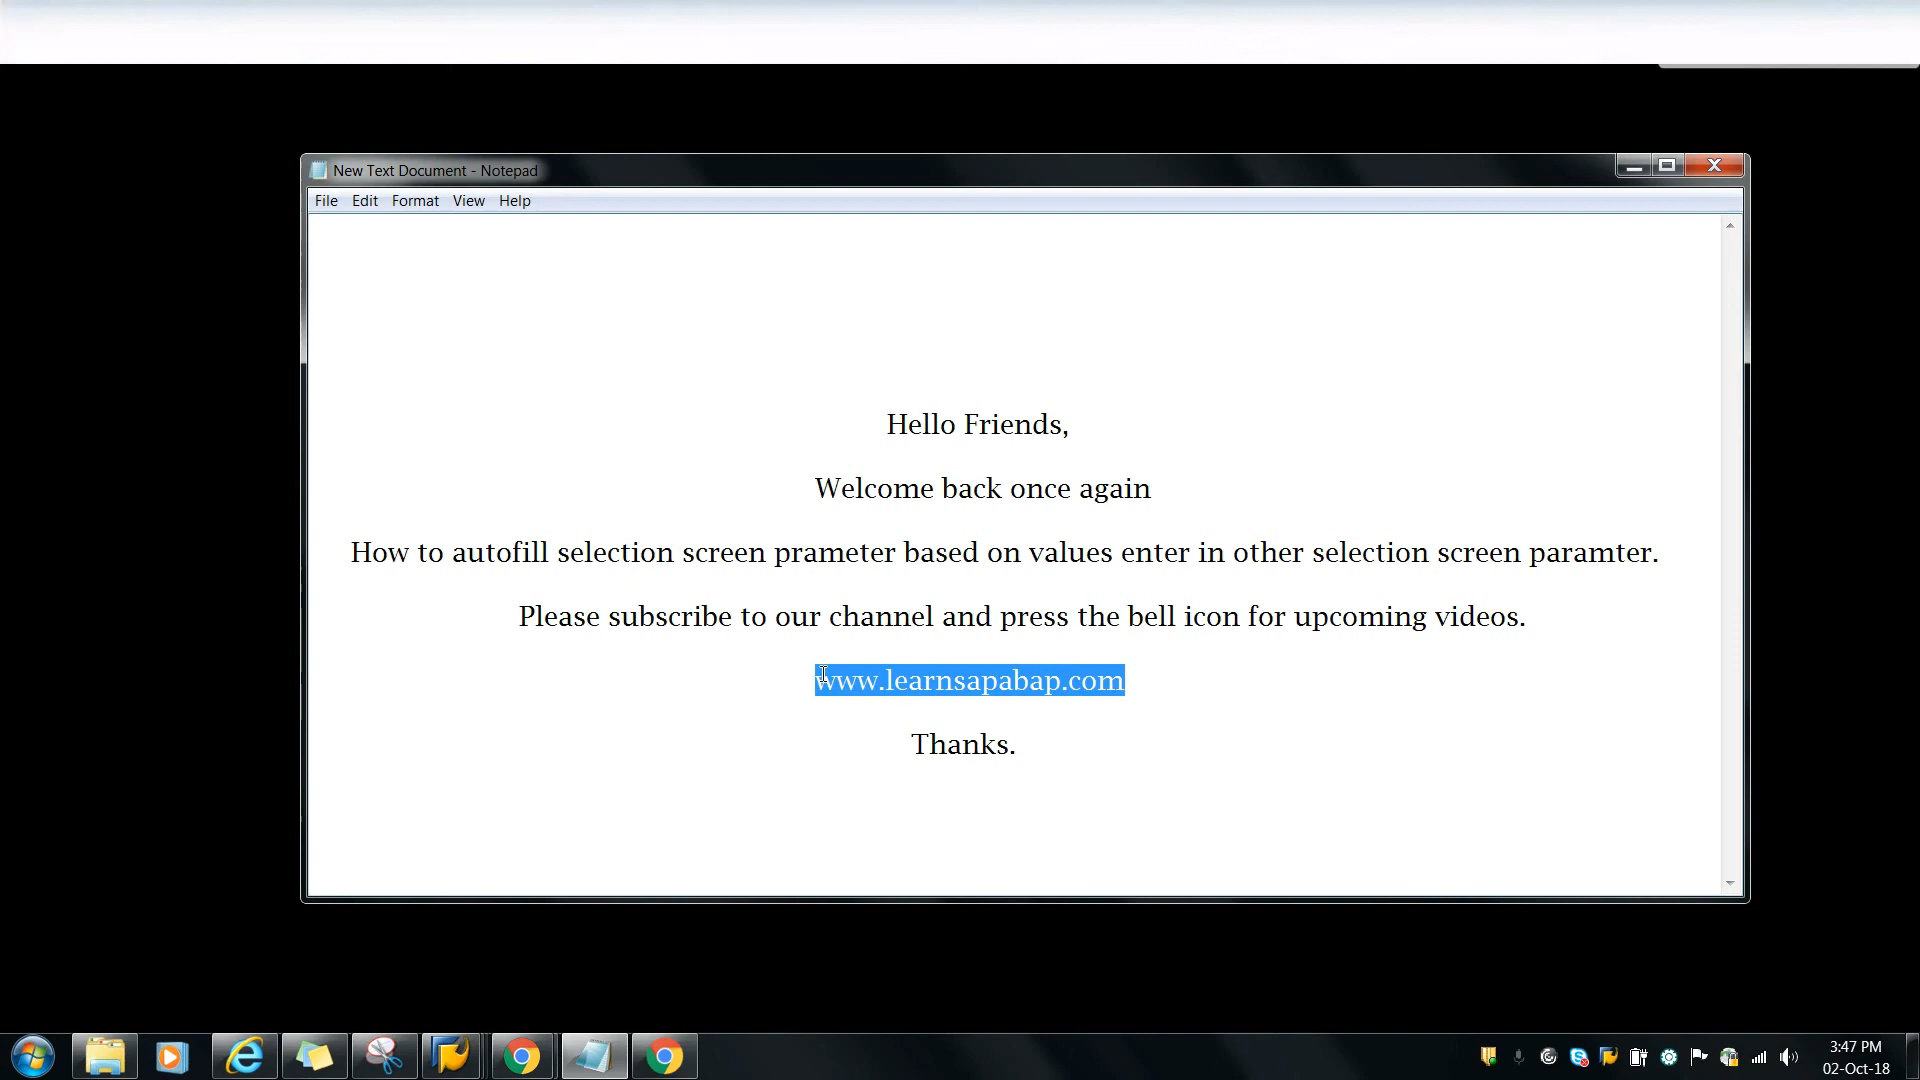 New Text Document - Notepad
File Edit Format View Help
Hello Friends,
Welcome back once again
How to autofill selection screen prameter based on values enter in other selection screen paramter.
Please subscribe to our channel and press the bell icon for upcoming videos.
www.learnsapabap.com
Thanks.
3:47 PM
02-Oct-18